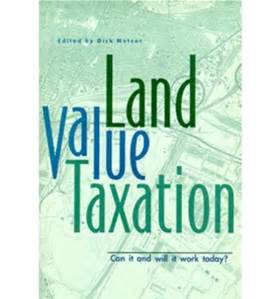 Edited by Dick Netzer
Land
Value
Taxation
Can it and will it work today?